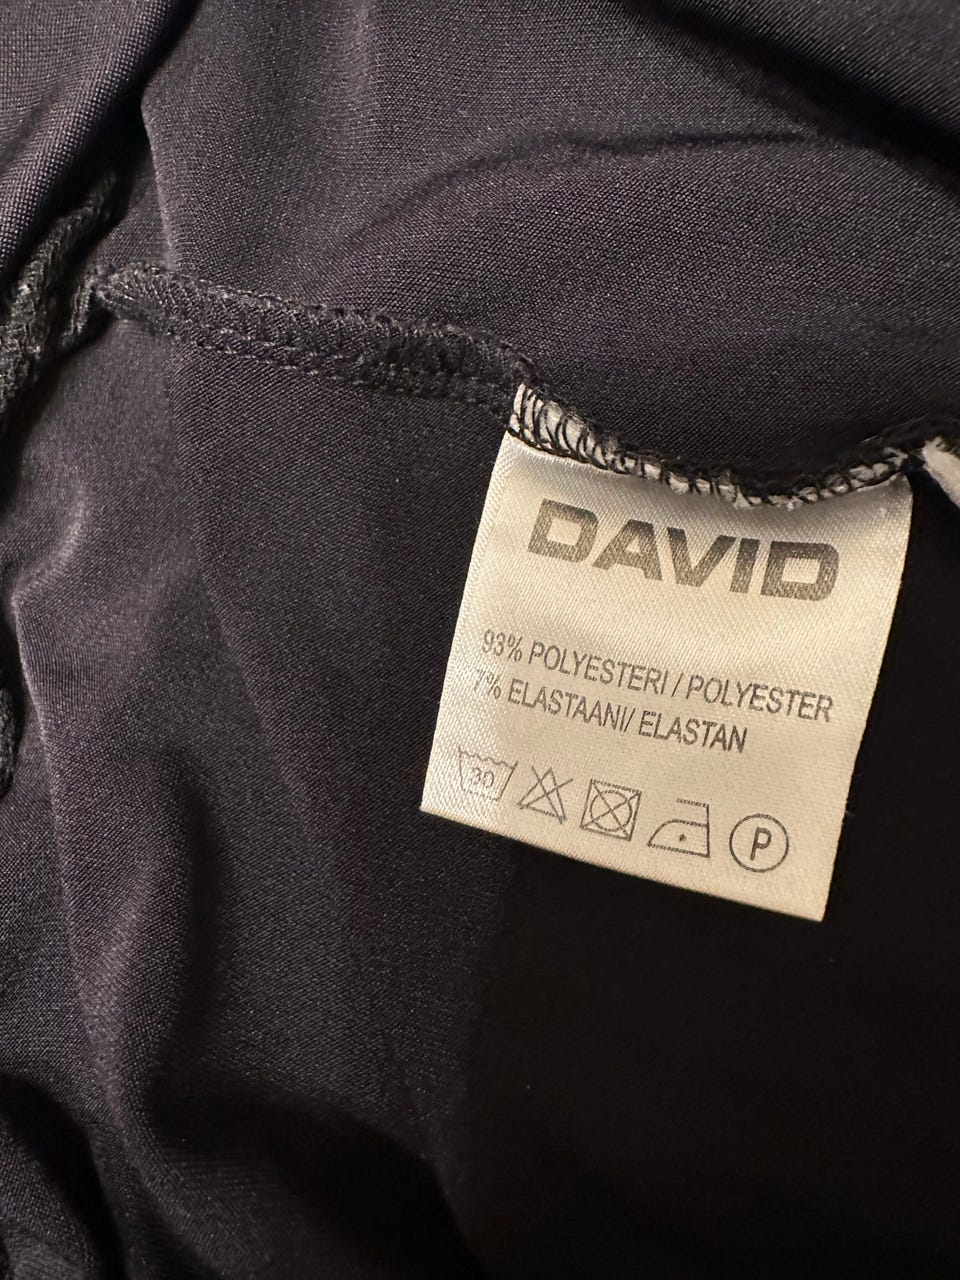 DAVID
93% POLYESTERI / POLYESTER
7% ELASTAANI/ ELASTAN
30 P